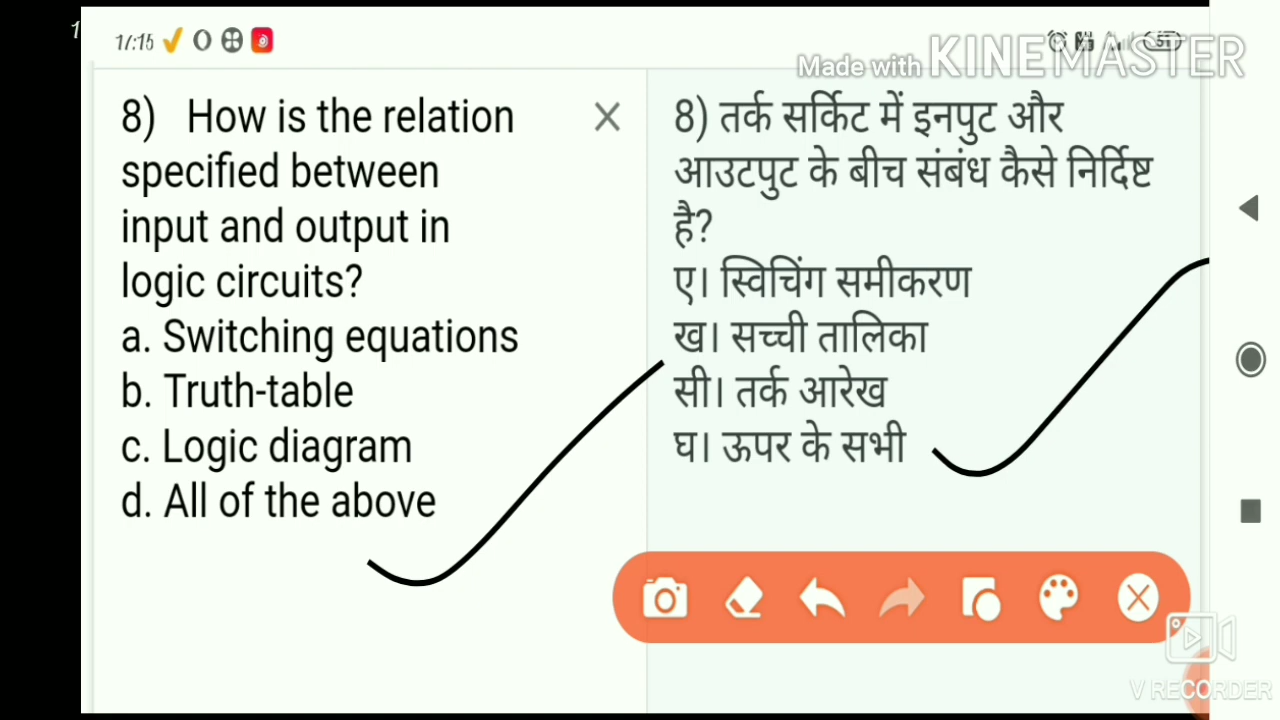 1
17:15
51
Made with KINEMASTER
8) How is the relation
specified between
input and output in
logic circuits?
a. Switching equations
b. Truth-table
c. Logic diagram
d. All of the above
8) तर्क सर्किट में इनपुट और
आउटपुट के बीच संबंध कैसे निर्दिष्ट
है?
ए। स्विचिंग समीकरण
ख। सच्ची तालिका
सी। तर्क आरेख
घ। ऊपर के सभी
V RECORDER